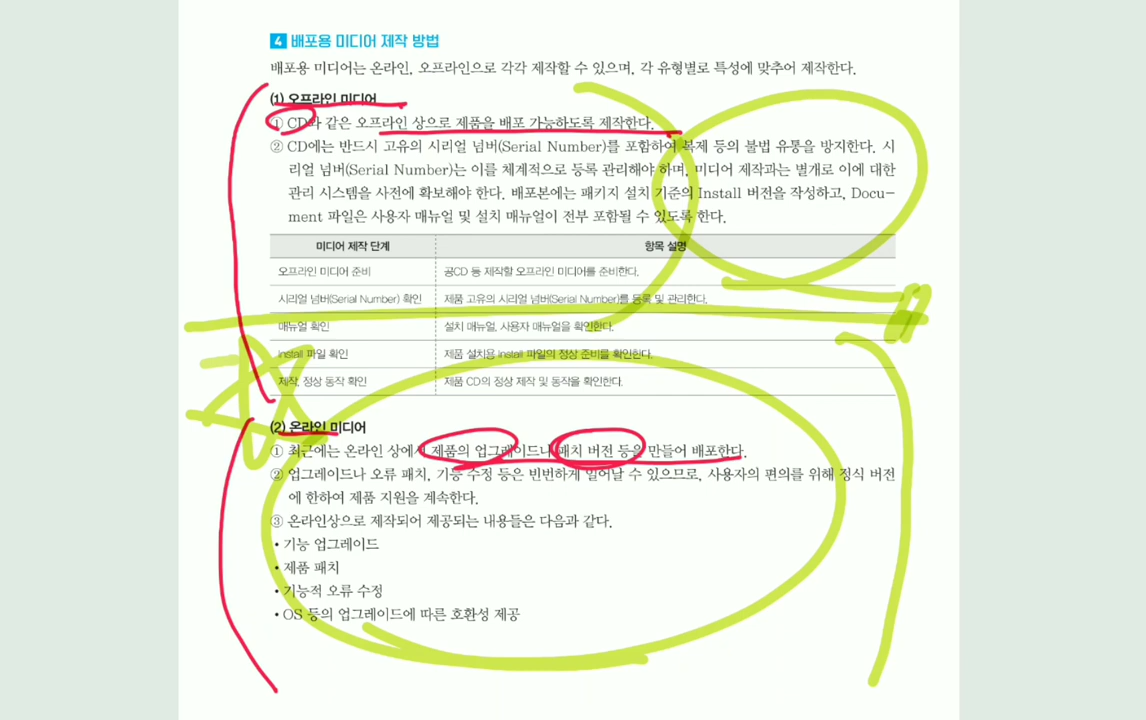 4 배포용 미디어 제작 방법
배포용 미디어는 온라인, 오프라인으로 각각 제작할 수 있으며, 각 유형별로 특성에 맞추어 제작한다.
(1) 오프라인 미디어
① CD와 같은 오프라인 상으로 제품을 배포 가능하도록 제작한다.
② CD에는 반드시 고유의 시리얼 넘버(Serial Number)를 포함하여 복제 등의 불법 유통을 방지한다. 시
리얼 넘버(Serial Number)는 이를 체계적으로 등록 관리해야 하며, 미디어 제작과는 별개로 이에 대한
관리 시스템을 사전에 확보해야 한다. 배포본에는 패키지 설치 기준의 Install 버전을 작성하고, Docu-
ment 파일은 사용자 매뉴얼 및 설치 매뉴얼이 전부 포함될 수 있도록 한다.
미디어 제작 단계 항목 설명
오프라인 미디어 준비 공CD 등 제작할 오프라인 미디어를 준비한다.
시리얼 넘버(Serial Number) 확인 제품 고유의 시리얼 넘버(Serial Number)를 등록 및 관리한다.
매뉴얼 확인 설치 매뉴얼, 사용자 매뉴얼을 확인한다.
Install 파일 확인 제품 설치용 Install 파일의 정상 준비를 확인한다.
제작, 정상 동작 확인 제품 CD의 정상 제작 및 동작을 확인한다.
(2) 온라인 미디어
① 최근에는 온라인 상에서 제품의 업그레이드나 패치 버전 등을 만들어 배포한다.
② 업그레이드나 오류 패치, 기능 수정 등은 빈번하게 일어날 수 있으므로, 사용자의 편의를 위해 정식 버전
에 한하여 제품 지원을 계속한다.
③ 온라인상으로 제작되어 제공되는 내용들은 다음과 같다.
• 기능 업그레이드
• 제품 패치
• 기능적 오류 수정
• OS 등의 업그레이드에 따른 호환성 제공